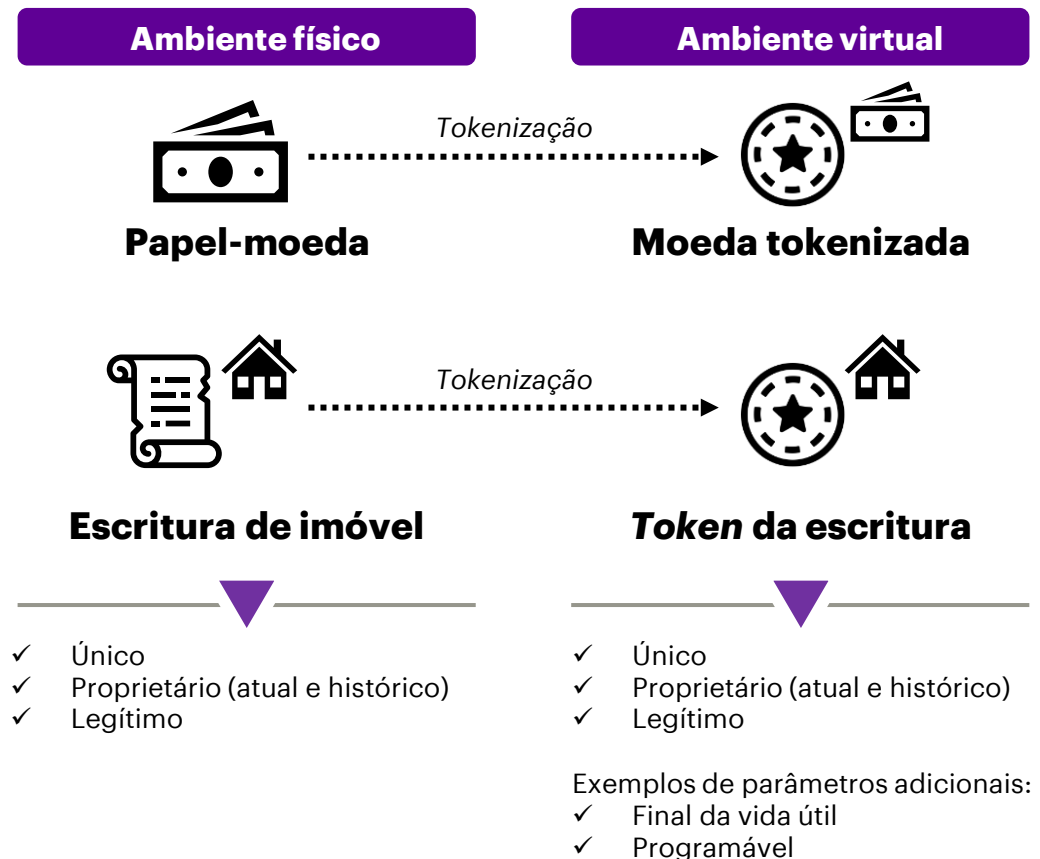 Ambiente físico
Ambiente virtual
Tokenização
Papel-moeda
Moeda tokenizada
Tokenização
Escritura de imóvel
Token da escritura
✓ Único
✓ Proprietário (atual e histórico)
✓ Legítimo
✓ Único
✓ Proprietário (atual e histórico)
✓ Legítimo
Exemplos de parâmetros adicionais:
✓ Final da vida útil
✓ Programável